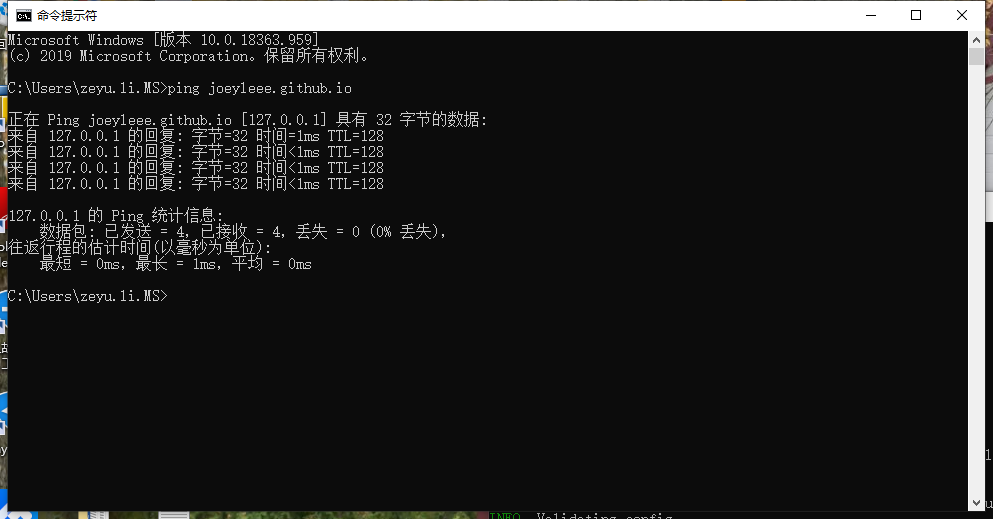 命令提示符
Microsoft Windows [版本 10.0.18363.959]
(c) 2019 Microsoft Corporation。保留所有权利。
C:\Users\zeyu.li.MS>ping joeyleee.github.io
正在 Ping joeyleee.github.io [127.0.0.1] 具有 32 字节的数据:
来自 127.0.0.1 的回复: 字节=32 时间=1ms TTL=128
来自 127.0.0.1 的回复: 字节=32 时间<1ms TTL=128
来自 127.0.0.1 的回复: 字节=32 时间<1ms TTL=128
来自 127.0.0.1 的回复: 字节=32 时间<1ms TTL=128
127.0.0.1 的 Ping 统计信息:
数据包: 已发送 = 4，已接收 = 4，丢失 = 0 (0% 丢失)，
往返行程的估计时间(以毫秒为单位):
最短 = 0ms，最长 = 1ms，平均 = 0ms
C:\Users\zeyu.li.MS>
INFO Validating config